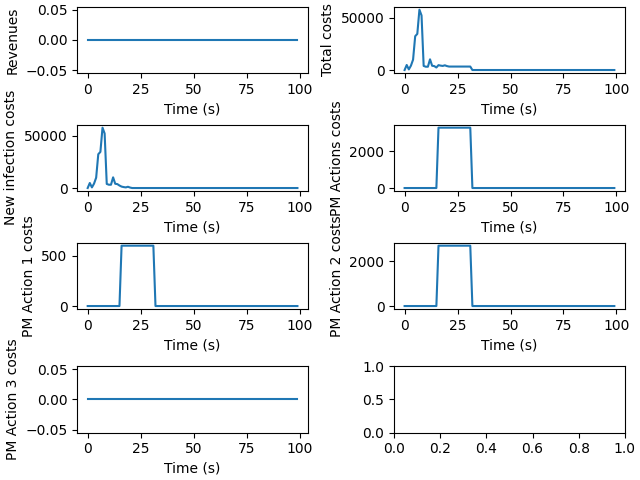 Revenues
0.05
0.00
−0.05
0 25 50 75 100
Time (s)
Total costs
50000
0
0 25 50 75 100
Time (s)
New infection costs
50000
0
0 25 50 75 100
Time (s)
PM Actions costs
2000
0
0 25 50 75 100
Time (s)
PM Action 1 costs
500
0
0 25 50 75 100
Time (s)
PM Action 2 costs
2000
0
0 25 50 75 100
Time (s)
PM Action 3 costs
0.05
0.00
−0.05
0 25 50 75 100
Time (s)
1.0
0.5
0.0
0.0 0.2 0.4 0.6 0.8 1.0